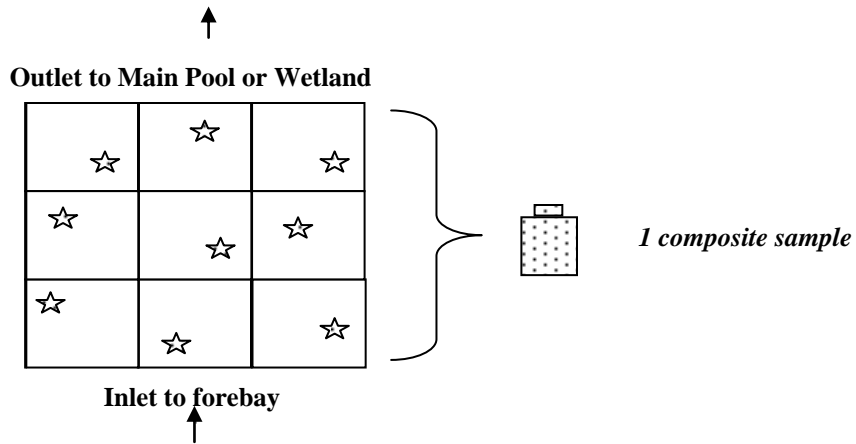 Outlet to Main Pool or Wetland
1 composite sample
Inlet to forebay